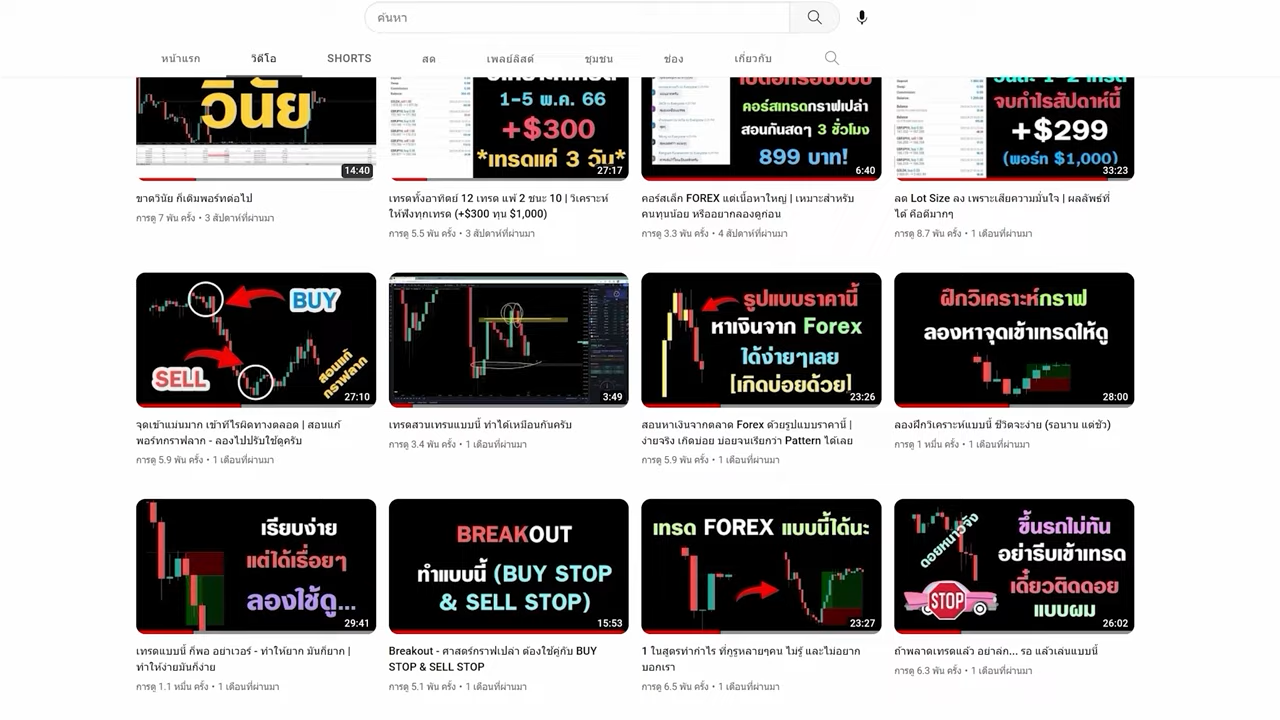 ค้นหา
หน้าแรก
วิดีโอ
SHORTS
สด
เพลย์ลิสต์
ชุมชน
ช่อง
เกี่ยวกับ
วินัย
14:40
1-5 พ.ค. 66
+$300
*เทรดแค่ 3 วัน*
27:17
คอร์สเทรดกราฟเปล่า
สอนกันสดๆ 3 ชั่วโมง
899 บาท!
6:40
จบกำไรสัปดาห์นี้
+$299
(พอร์ท $1,000)
33:23
ขาดวินัย ก็เติมพอร์ทต่อไป
การดู 7 พัน ครั้ง • 3 สัปดาห์ที่ผ่านมา
เทรดทั้งอาทิตย์ 12 เทรด แพ้ 2 ชนะ 10 | วิเคราะห์
ให้ฟังทุกเทรด (+$300 ทุน $1,000)
การดู 5.5 พัน ครั้ง • 3 สัปดาห์ที่ผ่านมา
คอร์สเล็ก FOREX แต่เนื้อหาใหญ่ | เหมาะสำหรับ
คนทุนน้อย หรืออยากลองดูก่อน
การดู 3.3 พัน ครั้ง • 4 สัปดาห์ที่ผ่านมา
ลด Lot Size ลง เพราะเสียความมั่นใจ | ผลลัพธ์ที่
ได้ คือดีมากๆ
การดู 8.7 พัน ครั้ง • 1 เดือนที่ผ่านมา
BUY
SELL
สอนแก้
กราฟลาก
27:10
3:49
รูปแบบราคานี้
หาเงินจาก Forex
ได้ง่ายๆเลย
[เกิดบ่อยด้วย]
23:26
ฝึกวิเคราะห์กราฟ
ลองหาจุดเข้าเทรดให้ดู
28:00
จุดเข้าแม่นมาก เข้าทีไรผิดทางตลอด | สอนแก้
พอร์ทกราฟลาก - ลองไปปรับใช้ดูครับ
การดู 5.9 พัน ครั้ง • 1 เดือนที่ผ่านมา
เทรดสวนเทรนแบบนี้ ทำได้เหมือนกันครับ
การดู 3.4 พัน ครั้ง • 1 เดือนที่ผ่านมา
สอนหาเงินจากตลาด Forex ด้วยรูปแบบราคานี้ |
ง่ายจริง เกิดบ่อย บ่อยจนเรียกว่า Pattern ได้เลย
การดู 5.9 พัน ครั้ง • 1 เดือนที่ผ่านมา
ลองฝึกวิเคราะห์แบบนี้ ชีวิตจะง่าย (รอนาน แต่ชัว)
การดู 1 หมื่น ครั้ง • 1 เดือนที่ผ่านมา
เรียบง่าย
แต่ได้เรื่อยๆ
ลองใช้ดู...
29:41
BREAKOUT
ทำแบบนี้ (BUY STOP
& SELL STOP)
15:53
เทรด FOREX แบบนี้ได้นะ
23:27
ดอยหนาวจัง
ขึ้นรถไม่ทัน
อย่ารีบเข้าเทรด
เดี๋ยวติดดอย
แบบผม
STOP
26:02
เทรดแบบนี้ ก็พอ อย่าเวอร์ - ทำให้ยาก มันก็ยาก |
ทำให้ง่ายมันก็ง่าย
การดู 1.1 หมื่น ครั้ง • 1 เดือนที่ผ่านมา
Breakout - ศาสตร์กราฟเปล่า ต้องใช้คู่กับ BUY
STOP & SELL STOP
การดู 5.1 พัน ครั้ง • 1 เดือนที่ผ่านมา
1 ในสูตรทำกำไร ที่กูรูหลายๆคน ไม่รู้ และไม่อยาก
บอกเรา
การดู 6.5 พัน ครั้ง • 1 เดือนที่ผ่านมา
ถ้าพลาดเทรดแล้ว อย่าล่ก... รอ แล้วเล่นแบบนี้
การดู 6.3 พัน ครั้ง • 1 เดือนที่ผ่านมา